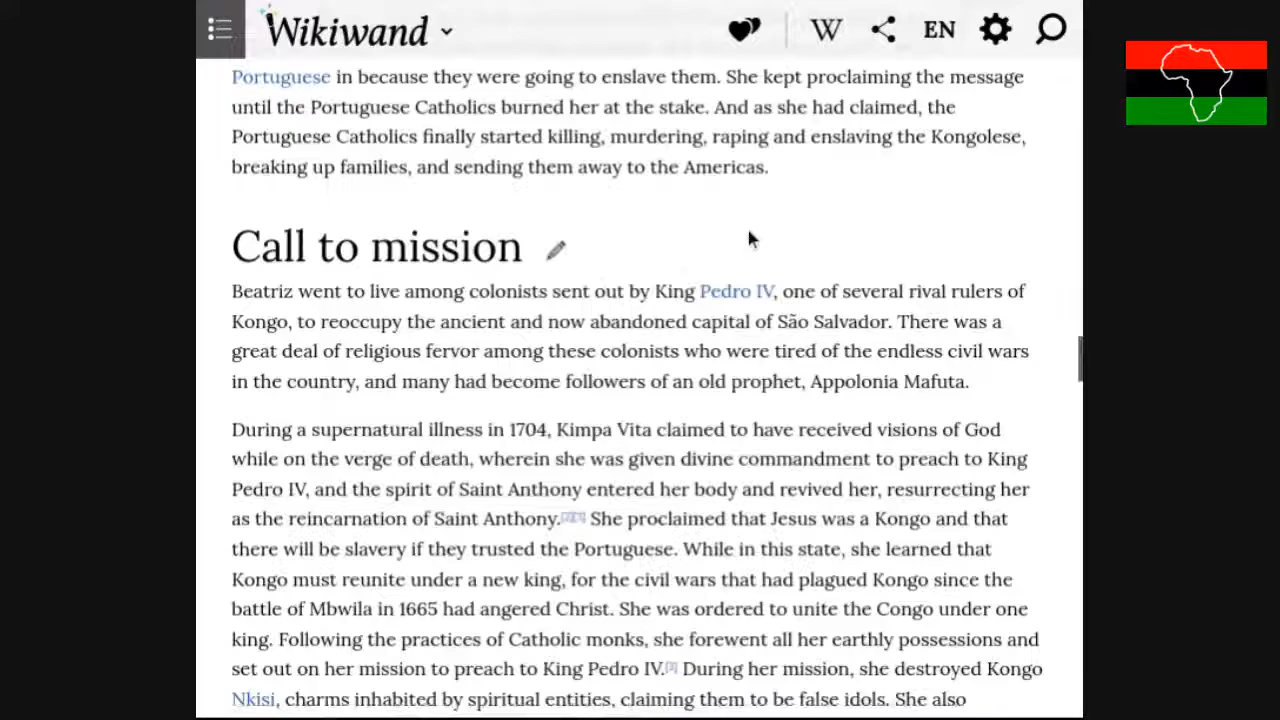 Wikiwand
W
EN
Portuguese in because they were going to enslave them. She kept proclaiming the message
until the Portuguese Catholics burned her at the stake. And as she had claimed, the
Portuguese Catholics finally started killing, murdering, raping and enslaving the Kongolese,
breaking up families, and sending them away to the Americas.
Call to mission
Beatriz went to live among colonists sent out by King Pedro IV, one of several rival rulers of
Kongo, to reoccupy the ancient and now abandoned capital of São Salvador. There was a
great deal of religious fervor among these colonists who were tired of the endless civil wars
in the country, and many had become followers of an old prophet, Appolonia Mafuta.
During a supernatural illness in 1704, Kimpa Vita claimed to have received visions of God
while on the verge of death, wherein she was given divine commandment to preach to King
Pedro IV, and the spirit of Saint Anthony entered her body and revived her, resurrecting her
as the reincarnation of Saint Anthony. She proclaimed that Jesus was a Kongo and that
there will be slavery if they trusted the Portuguese. While in this state, she learned that
Kongo must reunite under a new king, for the civil wars that had plagued Kongo since the
battle of Mbwila in 1665 had angered Christ. She was ordered to unite the Congo under one
king. Following the practices of Catholic monks, she forewent all her earthly possessions and
set out on her mission to preach to King Pedro IV. During her mission, she destroyed Kongo
Nkisi, charms inhabited by spiritual entities, claiming them to be false idols. She also